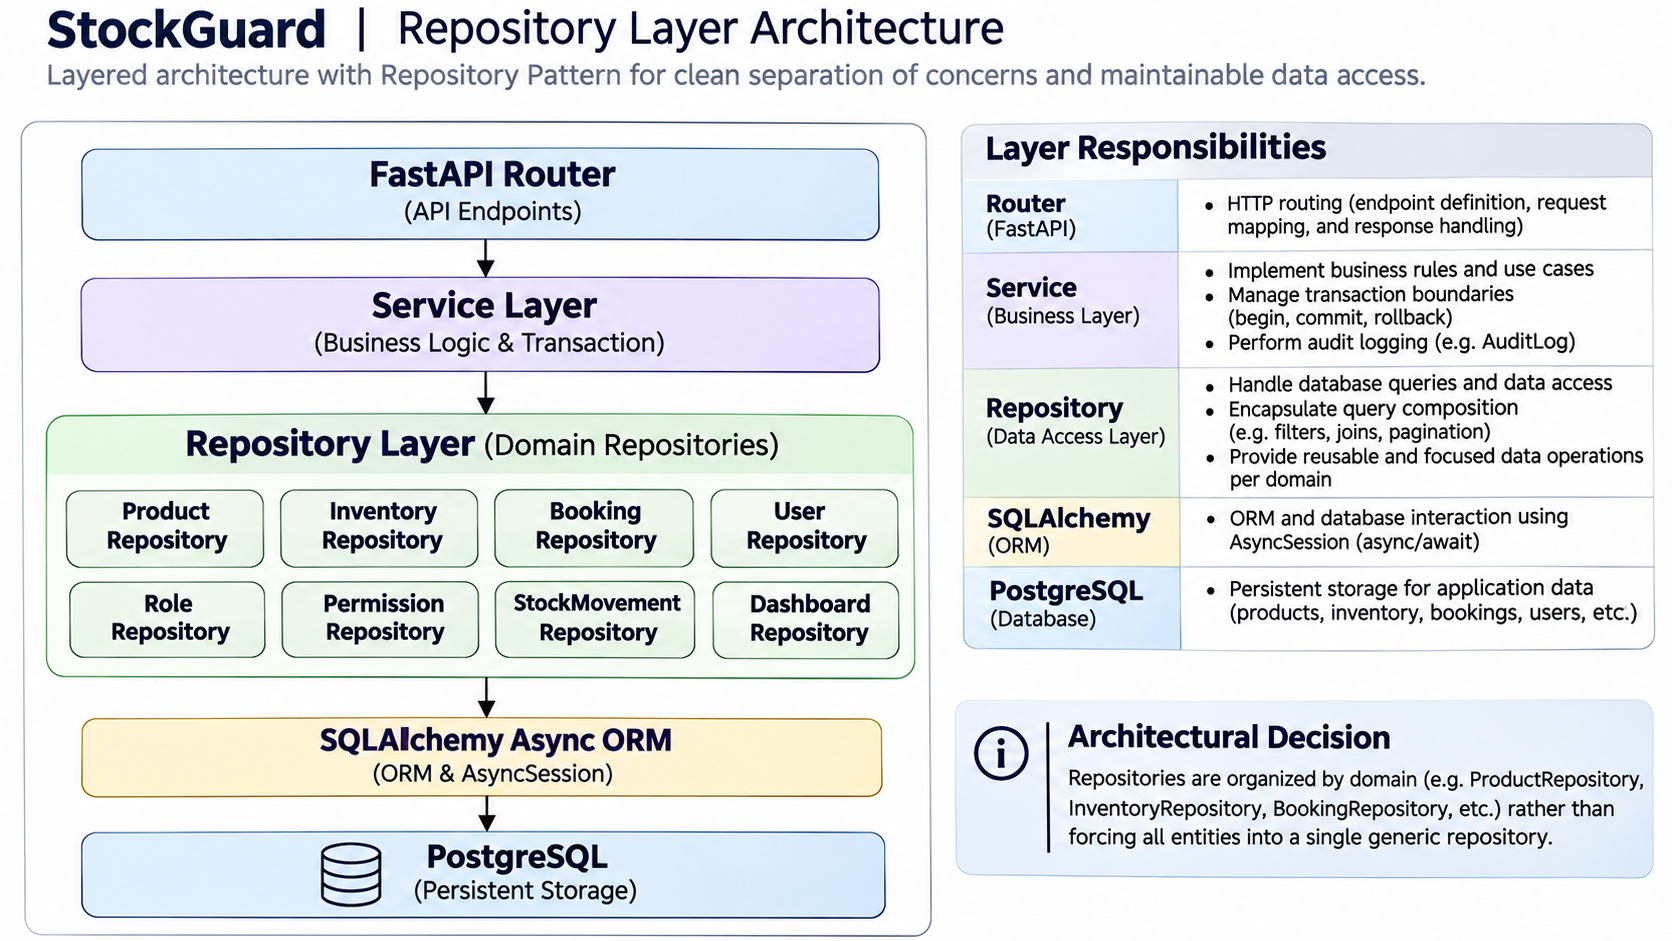 StockGuard | Repository Layer Architecture
Layered architecture with Repository Pattern for clean separation of concerns and maintainable data access.
FastAPI Router
(API Endpoints)
Service Layer
(Business Logic & Transaction)
Repository Layer (Domain Repositories)
Product
Repository
Inventory
Repository
Booking
Repository
User
Repository
Role
Repository
Permission
Repository
StockMovement
Repository
Dashboard
Repository
SQLAlchemy Async ORM
(ORM & AsyncSession)
PostgreSQL
(Persistent Storage)
Layer Responsibilities
Router
(FastAPI)
• HTTP routing (endpoint definition, request
mapping, and response handling)
Service
(Business Layer)
• Implement business rules and use cases
• Manage transaction boundaries
(begin, commit, rollback)
• Perform audit logging (e.g. AuditLog)
Repository
(Data Access Layer)
• Handle database queries and data access
• Encapsulate query composition
(e.g. filters, joins, pagination)
• Provide reusable and focused data operations
per domain
SQLAlchemy
(ORM)
• ORM and database interaction using
AsyncSession (async/await)
PostgreSQL
(Database)
• Persistent storage for application data
(products, inventory, bookings, users, etc.)
i
Architectural Decision
Repositories are organized by domain (e.g. ProductRepository,
InventoryRepository, BookingRepository, etc.) rather than
forcing all entities into a single generic repository.